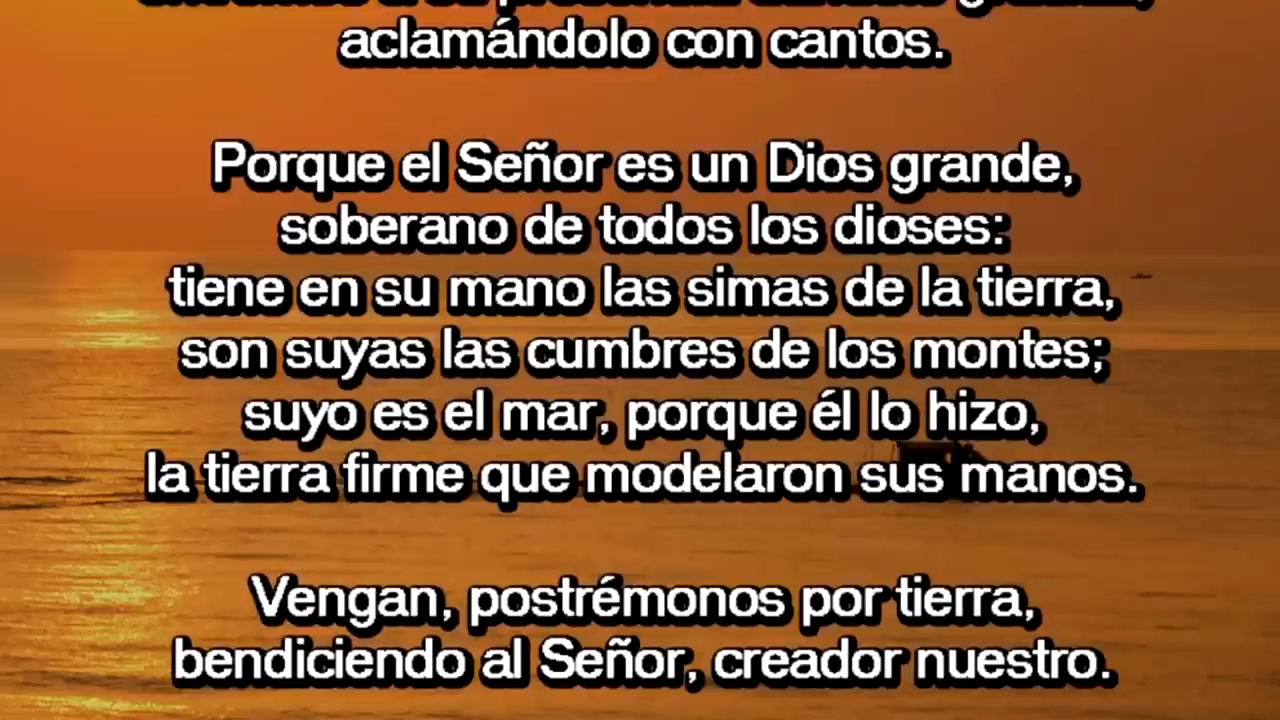 aclamándolo con cantos.
Porque el Señor es un Dios grande,
soberano de todos los dioses:
tiene en su mano las simas de la tierra,
son suyas las cumbres de los montes;
suyo es el mar, porque él lo hizo,
la tierra firme que modelaron sus manos.
Vengan, postrémonos por tierra,
bendiciendo al Señor, creador nuestro.